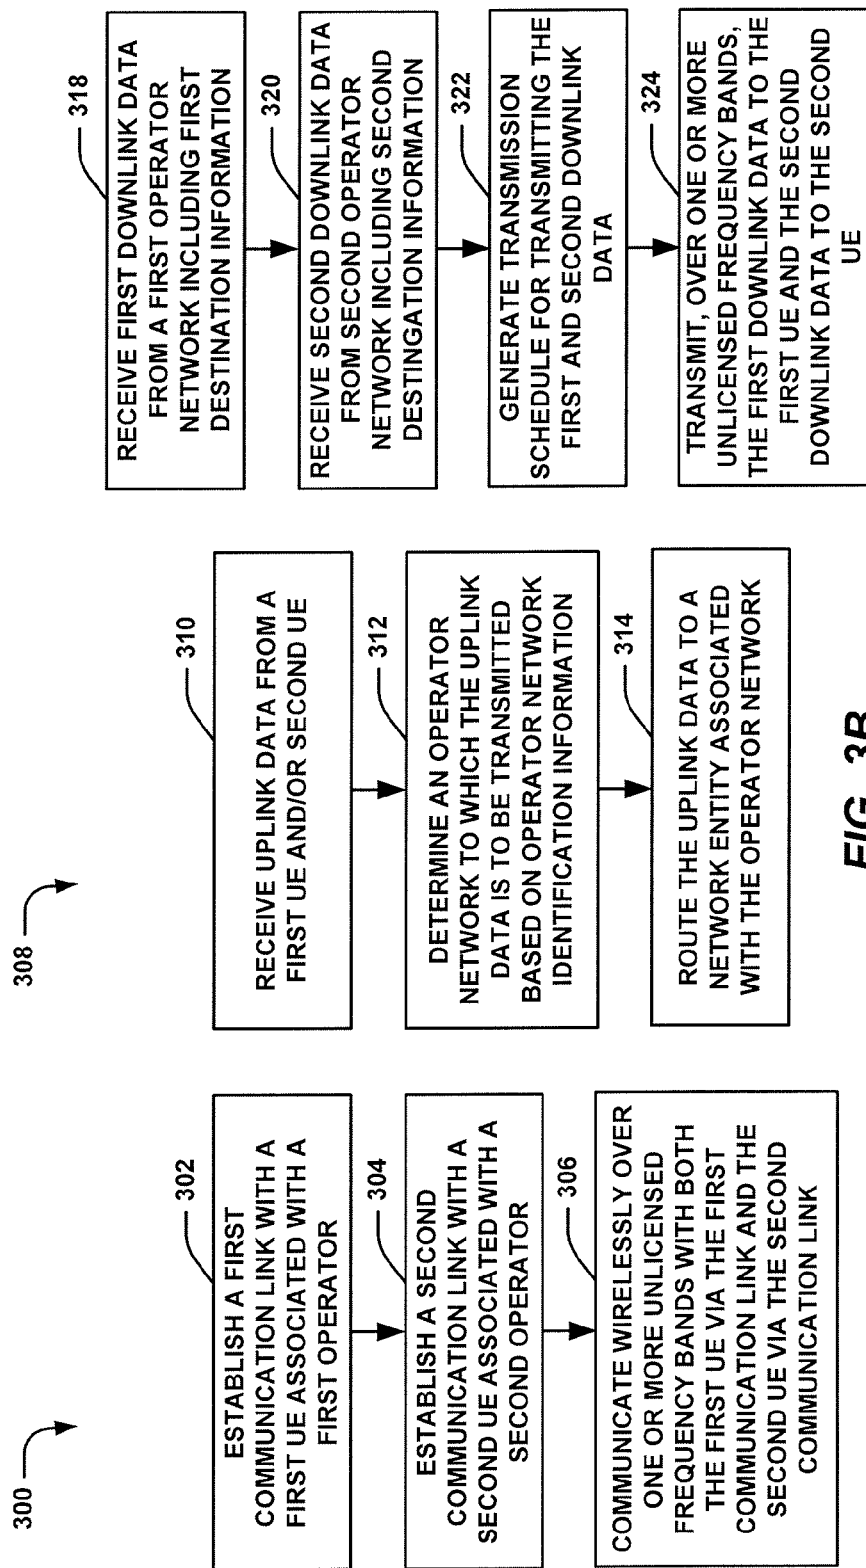 300
302
ESTABLISH A FIRST
COMMUNICATION LINK WITH A
FIRST UE ASSOCIATED WITH A
FIRST OPERATOR
304
ESTABLISH A SECOND
COMMUNICATION LINK WITH A
SECOND UE ASSOCIATED WITH A
SECOND OPERATOR
306
COMMUNICATE WIRELESSLY OVER
ONE OR MORE UNLICENSED
FREQUENCY BANDS WITH BOTH
THE FIRST UE VIA THE FIRST
COMMUNICATION LINK AND THE
SECOND UE VIA THE SECOND
COMMUNICATION LINK
308
310
RECEIVE UPLINK DATA FROM A
FIRST UE AND/OR SECOND UE
312
DETERMINE AN OPERATOR
NETWORK TO WHICH THE UPLINK
DATA IS TO BE TRANSMITTED
BASED ON OPERATOR NETWORK
IDENTIFICATION INFORMATION
314
ROUTE THE UPLINK DATA TO A
NETWORK ENTITY ASSOCIATED
WITH THE OPERATOR NETWORK
FIG. 3B
318
RECEIVE FIRST DOWNLINK DATA
FROM A FIRST OPERATOR
NETWORK INCLUDING FIRST
DESTINATION INFORMATION
320
RECEIVE SECOND DOWNLINK DATA
FROM SECOND OPERATOR
NETWORK INCLUDING SECOND
DESTINGATION INFORMATION
322
GENERATE TRANSMISSION
SCHEDULE FOR TRANSMITTING THE
FIRST AND SECOND DOWNLINK
DATA
324
TRANSMIT, OVER ONE OR MORE
UNLICENSED FREQUENCY BANDS,
THE FIRST DOWNLINK DATA TO THE
FIRST UE AND THE SECOND
DOWNLINK DATA TO THE SECOND
UE